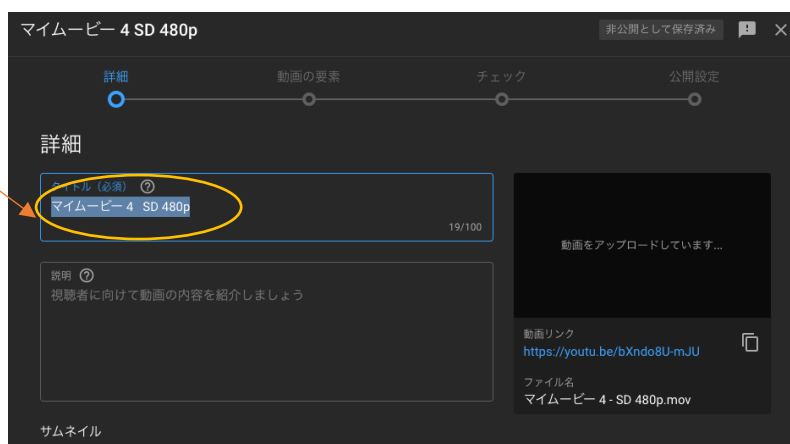 マイムービー 4 SD 480p
非公開として保存済み
詳細 動画の要素 チェック 公開設定
詳細
タイトル（必須）
マイムービー 4 SD 480p
19/100
説明
視聴者に向けて動画の内容を紹介しましょう
動画をアップロードしています...
動画リンク
https://youtu.be/bXndo8U-mJU
ファイル名
マイムービー 4 - SD 480p.mov
サムネイル